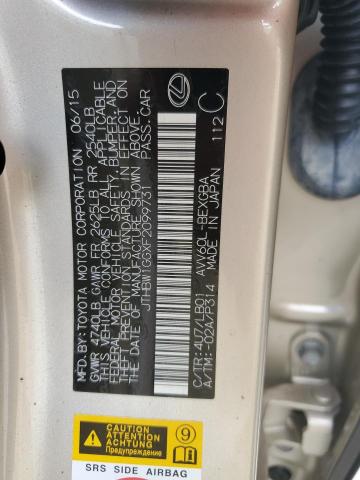 MFD.BY:TOYOTA MOTOR CORPORATION 06/15
GVWR 4740LB GAWR FR 2625LB RR 2540LB
THIS VEHICLE CONFORMS TO ALL APPLICABLE
FEDERAL MOTOR VEHICLE SAFETY, BUMPER, AND
THEFT PREVENTION STANDARDS IN EFFECT ON
THE DATE OF MANUFACTURE SHOWN ABOVE.
JTHBW1GGXF2099731 PASS.CAR
C/TR:4U7/LB01 AVV60L-BEXGBA
A/TM:-02A/P314 MADE IN JAPAN
112 C
CAUTION
ATTENTION
ACHTUNG
Предупреждение
9
SRS SIDE AIRBAG